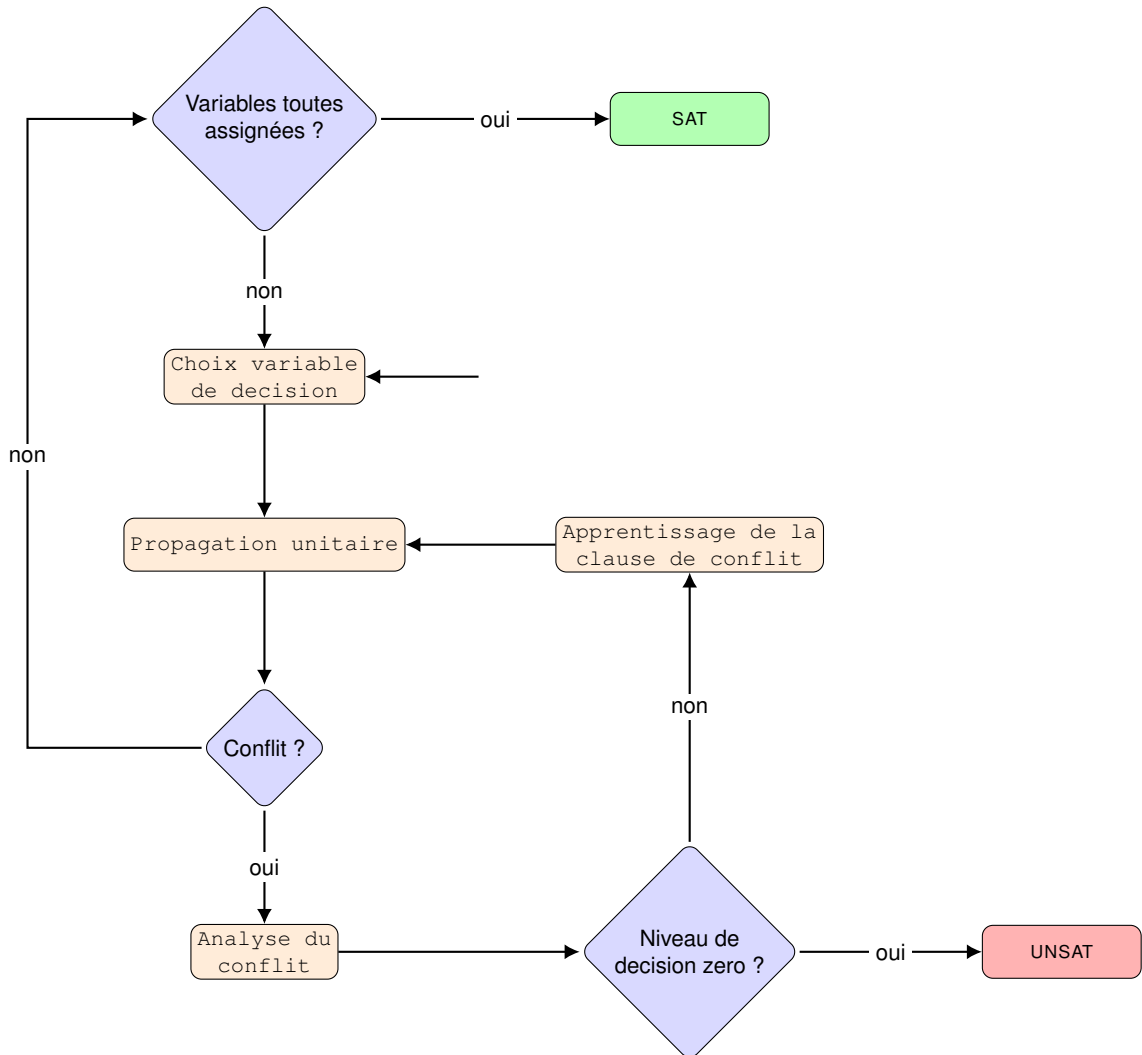 Variables toutes
assignées ?
oui
SAT
non
Choix variable
de decision
non
Propagation unitaire
Apprentissage de la
clause de conflit
non
Conflit ?
oui
Analyse du
conflit
Niveau de
decision zero ?
oui
UNSAT